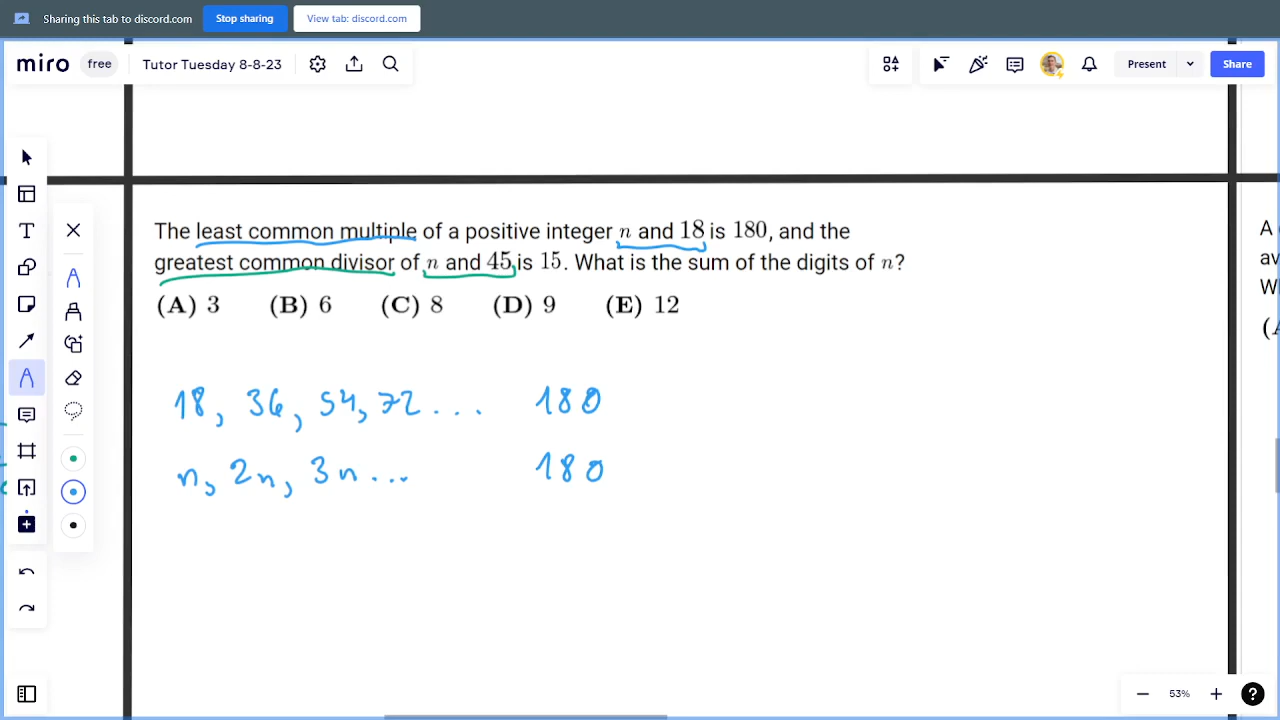 Sharing this tab to discord.com Stop sharing View tab: discord.com
miro free Tutor Tuesday 8-8-23 Present Share
The least common multiple of a positive integer n and 18 is 180, and the
greatest common divisor of n and 45 is 15. What is the sum of the digits of n?
(A) 3 (B) 6 (C) 8 (D) 9 (E) 12
18, 36, 54, 72 ... 180
n, 2n, 3n ... 180
A
av
W
(A
53%